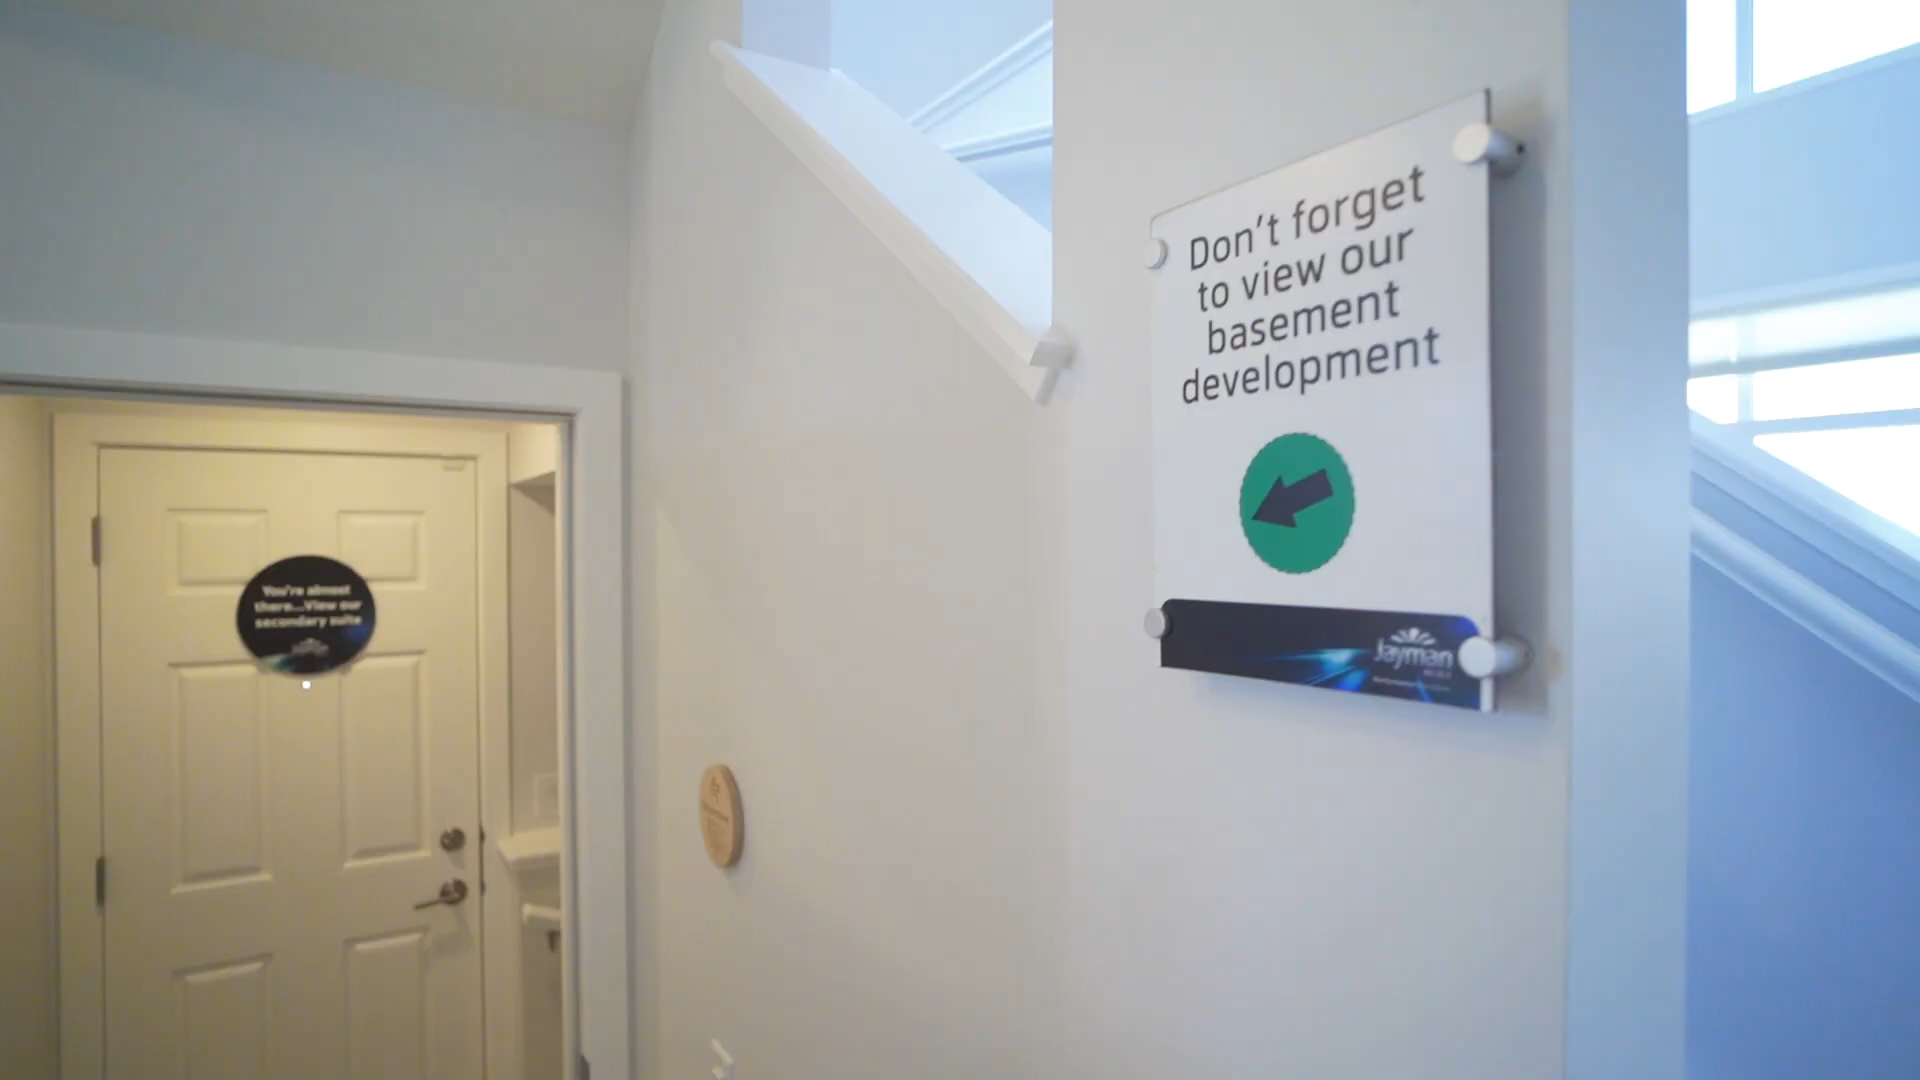 Don't forget
to view our
basement
development
Jayman
You're almost
there...View our
secondary suite